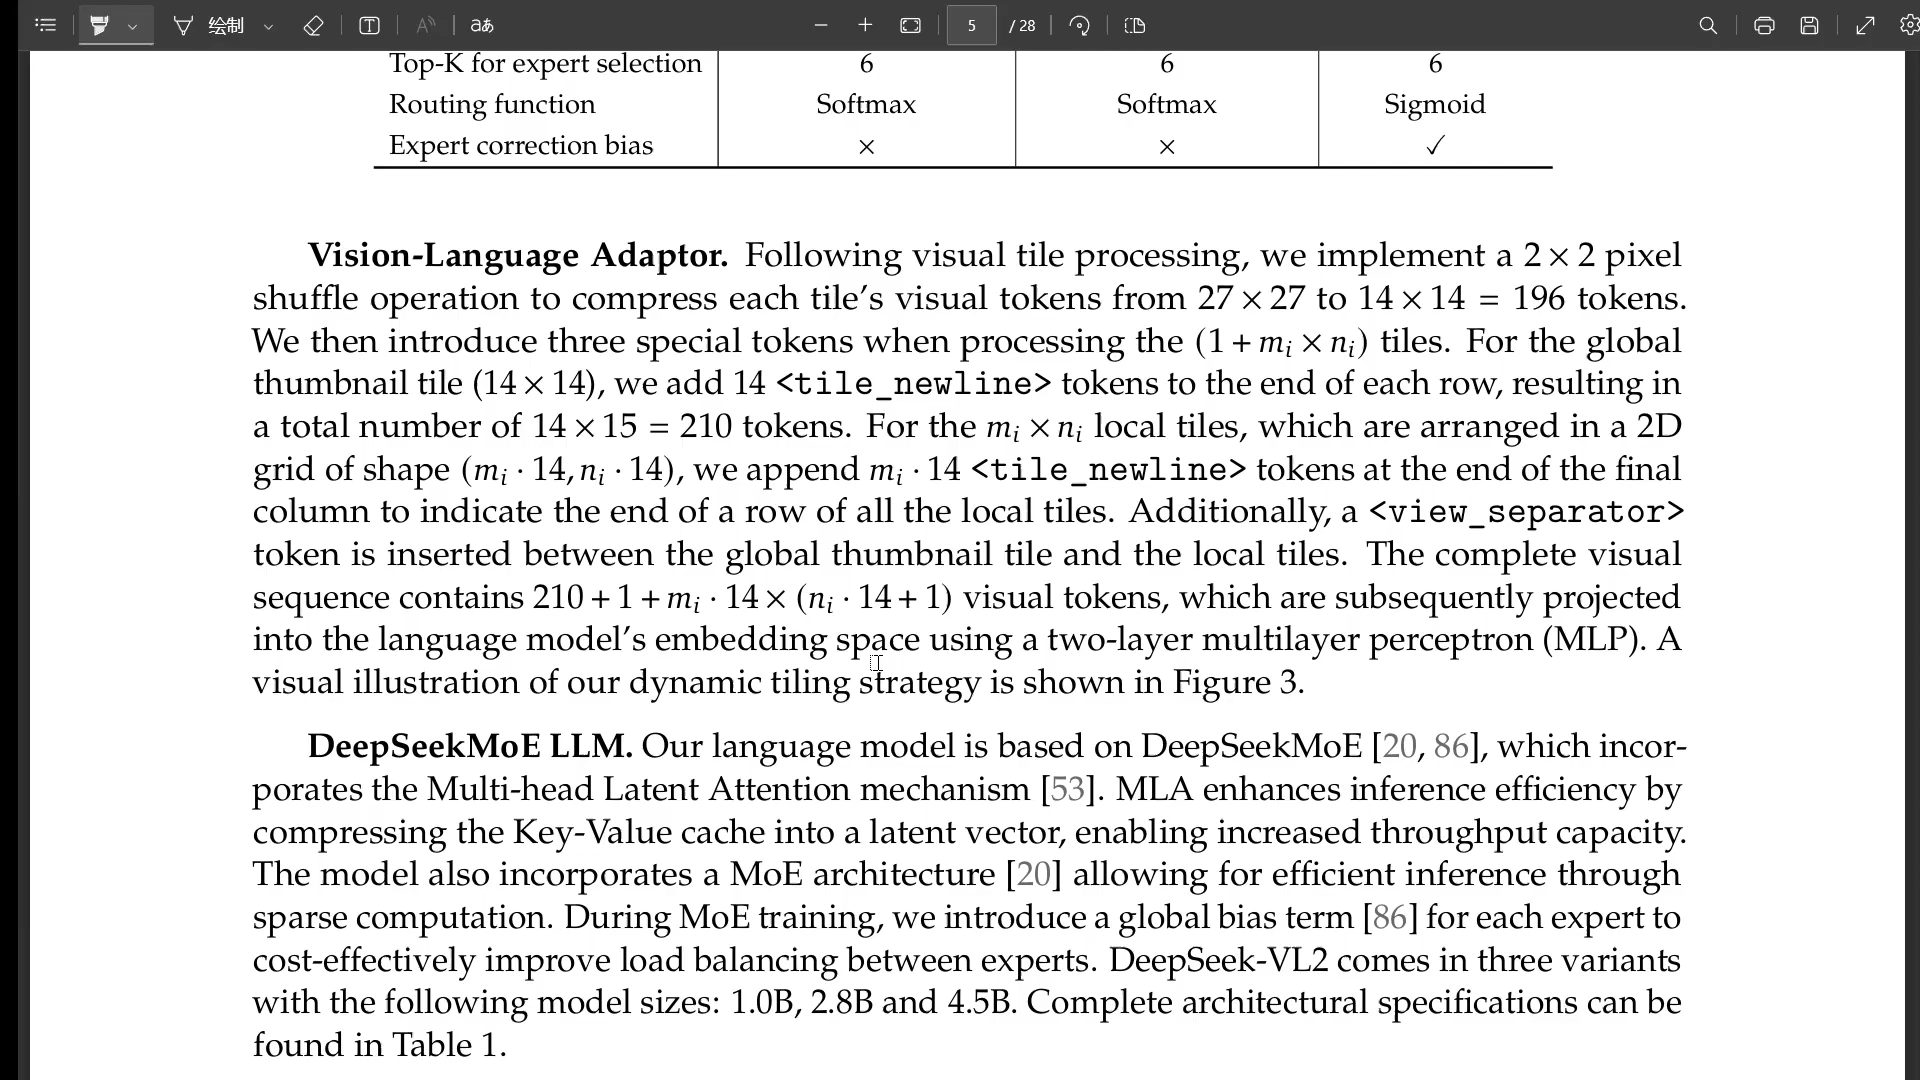 绘制
aあ
5
/ 28
Top-K for expert selection 6 6 6
Routing function Softmax Softmax Sigmoid
Expert correction bias × × ✓
Vision-Language Adaptor. Following visual tile processing, we implement a 2 × 2 pixel
shuffle operation to compress each tile’s visual tokens from 27 × 27 to 14 × 14 = 196 tokens.
We then introduce three special tokens when processing the (1 + mᵢ × nᵢ) tiles. For the global
thumbnail tile (14 × 14), we add 14 <tile_newline> tokens to the end of each row, resulting in
a total number of 14 × 15 = 210 tokens. For the mᵢ × nᵢ local tiles, which are arranged in a 2D
grid of shape (mᵢ · 14, nᵢ · 14), we append mᵢ · 14 <tile_newline> tokens at the end of the final
column to indicate the end of a row of all the local tiles. Additionally, a <view_separator>
token is inserted between the global thumbnail tile and the local tiles. The complete visual
sequence contains 210 + 1 + mᵢ · 14 × (nᵢ · 14 + 1) visual tokens, which are subsequently projected
into the language model’s embedding space using a two-layer multilayer perceptron (MLP). A
visual illustration of our dynamic tiling strategy is shown in Figure 3.
DeepSeekMoE LLM. Our language model is based on DeepSeekMoE [20, 86], which incor-
porates the Multi-head Latent Attention mechanism [53]. MLA enhances inference efficiency by
compressing the Key-Value cache into a latent vector, enabling increased throughput capacity.
The model also incorporates a MoE architecture [20] allowing for efficient inference through
sparse computation. During MoE training, we introduce a global bias term [86] for each expert to
cost-effectively improve load balancing between experts. DeepSeek-VL2 comes in three variants
with the following model sizes: 1.0B, 2.8B and 4.5B. Complete architectural specifications can be
found in Table 1.